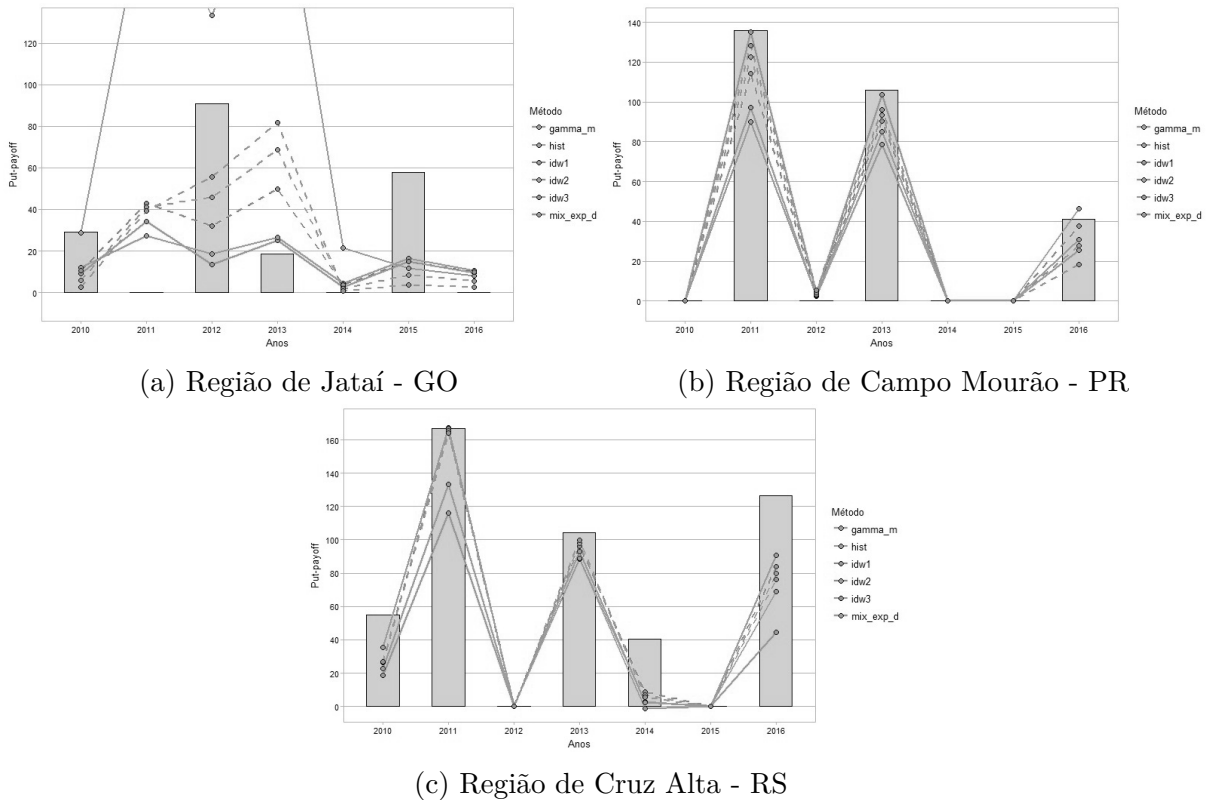 120
100
80
60
40
20
0
Put-payoff
2010 2011 2012 2013 2014 2015 2016
Anos
Método
gamma_m
hist
idw1
idw2
idw3
mix_exp_d
(a) Região de Jataí - GO
140
120
100
80
60
40
20
0
Put-payoff
2010 2011 2012 2013 2014 2015 2016
Anos
Método
gamma_m
hist
idw1
idw2
idw3
mix_exp_d
(b) Região de Campo Mourão - PR
160
140
120
100
80
60
40
20
0
Put-payoff
2010 2011 2012 2013 2014 2015 2016
Anos
Método
gamma_m
hist
idw1
idw2
idw3
mix_exp_d
(c) Região de Cruz Alta - RS